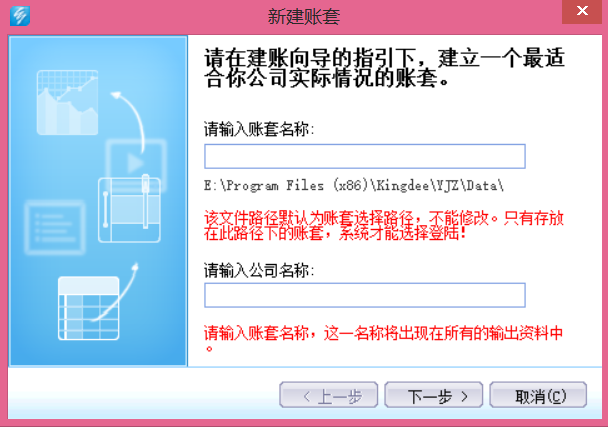 新建账套
请在建账向导的指引下，建立一个最适
合你公司实际情况的账套。
请输入账套名称:
E:\Program Files (x86)\Kingdee\YJZ\Data\
该文件路径默认为账套选择路径，不能修改。只有存放
在此路径下的账套，系统才能选择登陆!
请输入公司名称:
请输入账套名称，这一名称将出现在所有的输出资料中
。
< 上一步
下一步 >
取消(C)